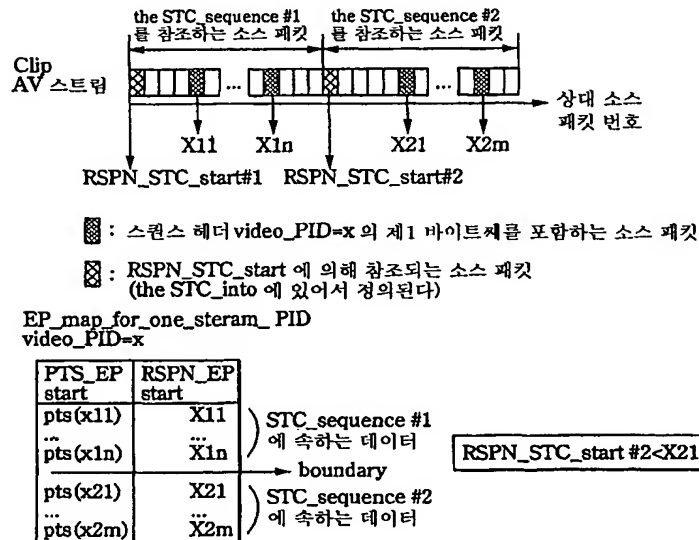 the STC_sequence #1 the STC_sequence #2
를 참조하는 소스 패킷 를 참조하는 소스 패킷
Clip
AV 스트림
... ...
상대 소스
패킷 번호
X11 X1n X21 X2m
RSPN_STC_start#1 RSPN_STC_start#2
: 스퀀스 헤더 video_PID=x 의 제1 바이트째를 포함하는 소스 패킷
: RSPN_STC_start 에 의해 참조되는 소스 패킷
(the STC_into 에 있어서 정의된다)
EP_map_for_one_steram_ PID
video_PID=x
PTS_EP RSPN_EP
start start
pts(x11) X11
... ...
pts(x1n) X1n
STC_sequence #1
에 속하는 데이터
RSPN_STC_start #2<X21
boundary
pts(x21) X21
... ...
pts(x2m) X2m
STC_sequence #2
에 속하는 데이터